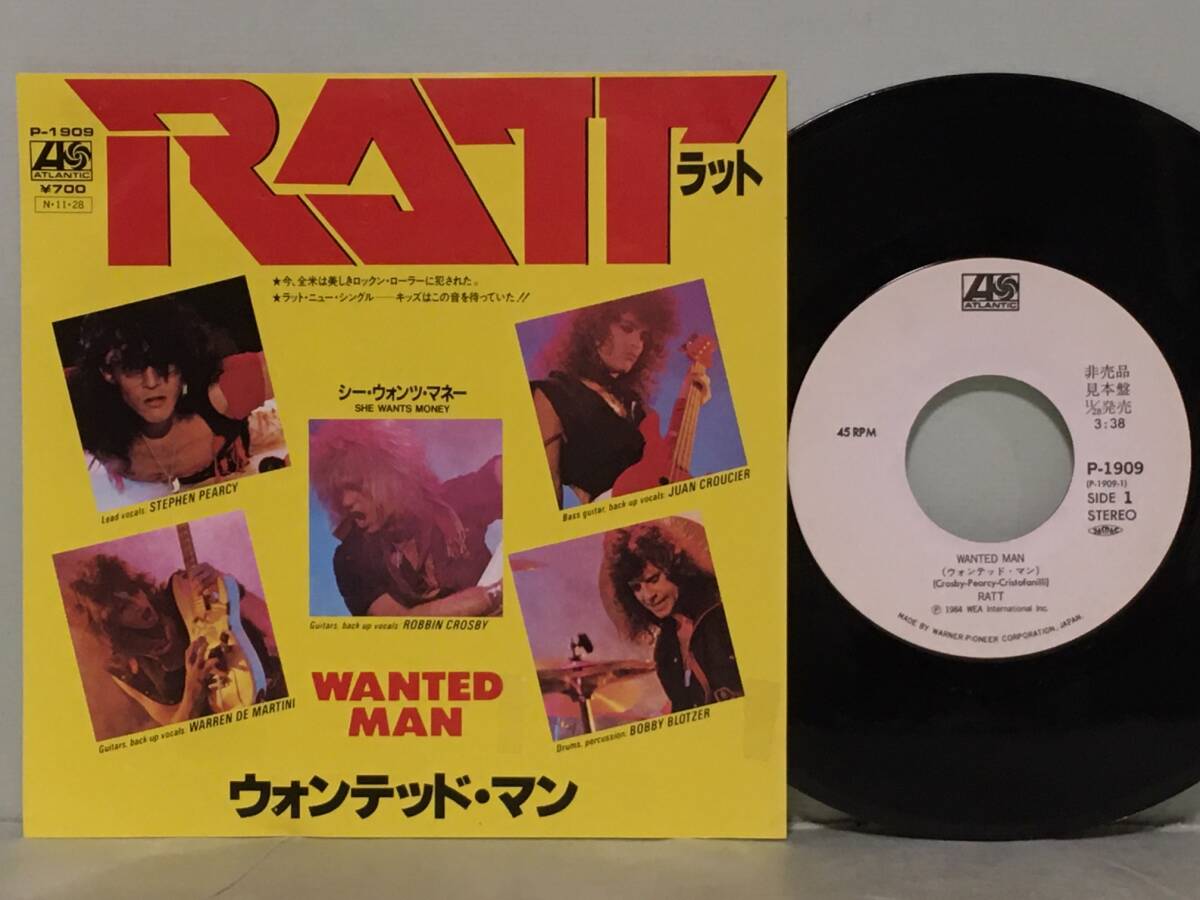 RATT
ラット
P-1909
ATLANTIC
¥700
N・11・28
★今、全米は美しきロックン・ローラーに犯された。
★ラット・ニュー・シングル──キッズはこの音を待っていた!!
シー・ウォンツ・マネー
SHE WANTS MONEY
Lead vocals: STEPHEN PEARCY
Bass guitar, back up vocals: JUAN CROUCIER
Guitars, back up vocals: ROBBIN CROSBY
Guitars, back up vocals: WARREN DE MARTINI
Drums, percussion: BOBBY BLOTZER
WANTED
MAN
ウォンテッド・マン
ATLANTIC
非売品
見本盤
11/28発売
3:38
45 RPM
P-1909
(P-1909-1)
SIDE 1
STEREO
WANTED MAN
(ウォンテッド・マン)
(Crosby-Pearcy-Cristofanilli)
RATT
Ⓟ 1984 WEA International Inc.
MADE BY WARNER-PIONEER CORPORATION, JAPAN.